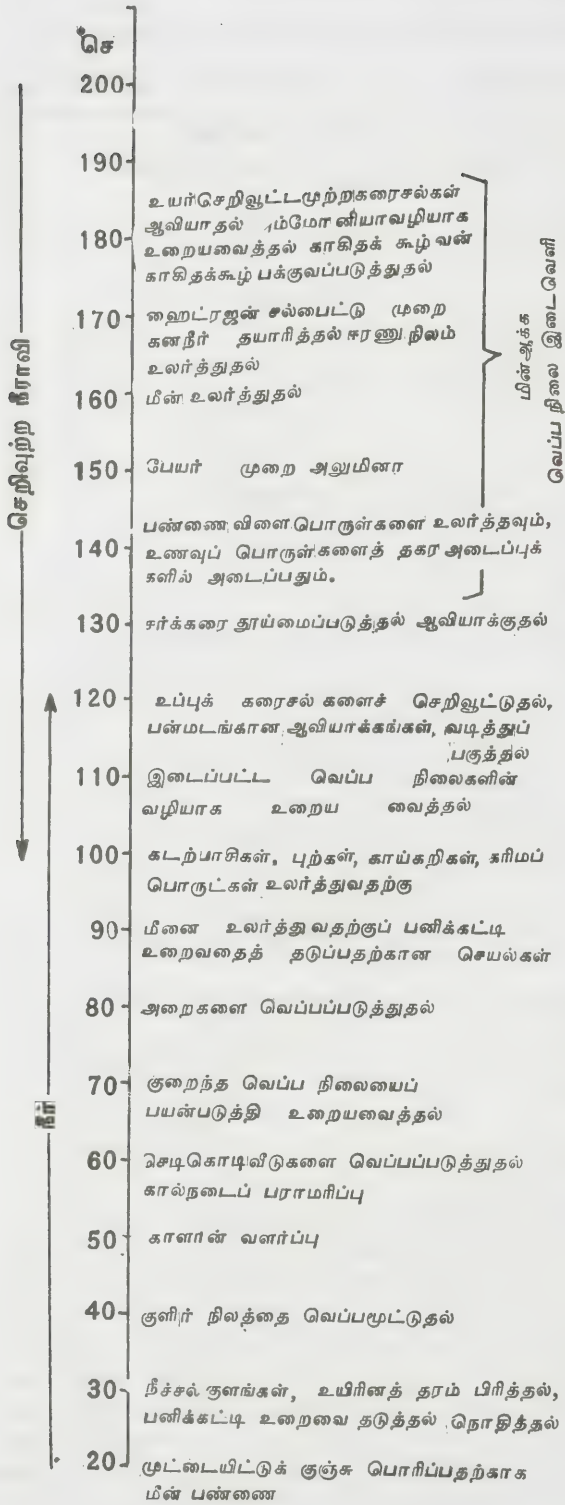 °செ
200
190
உயர்செறிவூட்டமுற்ற கரைசல்கள்
180 ஆவியாதல் ம்மோனியாவழியாக
உறையவைத்தல் காகிதக் கூழ் வன்
காகிதக்கூழ் பக்குவப்படுத்துதல்
170 ஹைட்ரஜன் சல்பைட்டு முறை
கனநீர் தயாரித்தல் ஈரணு நிலம்
உலர்த்துதல்
160 மீன் உலர்த்துதல்
150 பேயர் முறை அலுமினா
பண்ணை விளை பொருள்களை உலர்த்தவும்,
140 உணவுப் பொருள்களைத் தகர அடைப்புக்
களில் அடைப்பதும்.
130 சர்க்கரை தூய்மைப்படுத்தல் ஆவியாக்குதல்
120 உப்புக் கரைசல் களைச் செறிவூட்டுதல்,
பன்மடங்கான ஆவியார்க்கங்கள், வடித்துப்
பகுத்தல்
110 இடைப்பட்ட வெப்ப நிலைகளின்
வழியாக உறைய வைத்தல்
100 கடற்பாசிகள், புற்கள், காய்கறிகள், கரிமப்
பொருட்கள் உலர்த்துவதற்கு
90 மீனை உலர்த்து வதற்குப் பனிக்கட்டி
உறைவதைத் தடுப்பதற்கான செயல்கள்
80 அறைகளை வெப்பப்படுத்துதல்
70 குறைந்த வெப்ப நிலையைப்
பயன்படுத்தி உறையவைத்தல்
60 செடிகொடிவீடுகளை வெப்பப்படுத்துதல்
கால்நடைப் பராமரிப்பு
50 காளான் வளர்ப்பு
40 குளிர் நிலத்தை வெப்பமூட்டுதல்
30 நீச்சல் குளங்கள், உயிரினத் தரம் பிரித்தல்,
பனிக்கட்டி உறைவை தடுத்தல் நொதித்தல்
20 முட்டையிட்டுக் குஞ்சு பொரிப்பதற்காக
மீன் பண்ணை
செறிவுற்ற நீராவி
நீர்
மின்ஆக்க
வெப்ப நிலை இடைவெளி